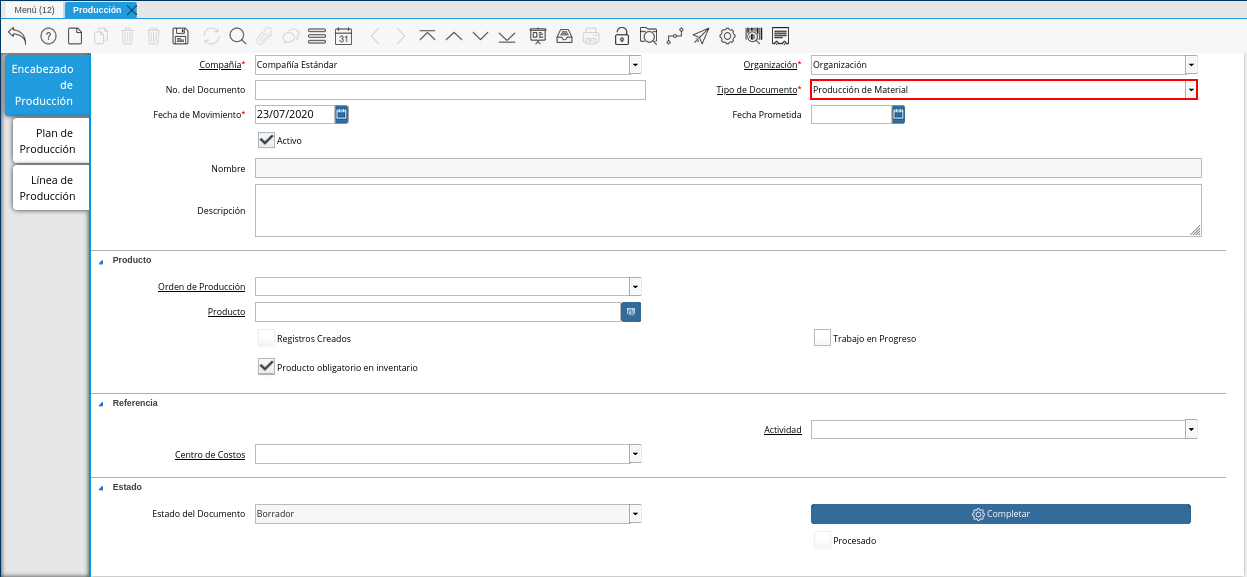 Menú (12)
Producción
31
Encabezado
de
Producción
Plan de
Producción
Línea de
Producción
Compañía* Compañía Estándar Organización* Organización
No. del Documento Tipo de Documento* Producción de Material
Fecha de Movimiento* 23/07/2020 Fecha Prometida
Activo
Nombre
Descripción
Producto
Orden de Producción
Producto
Registros Creados Trabajo en Progreso
Producto obligatorio en inventario
Referencia
Actividad
Centro de Costos
Estado
Estado del Documento Borrador Completar
Procesado